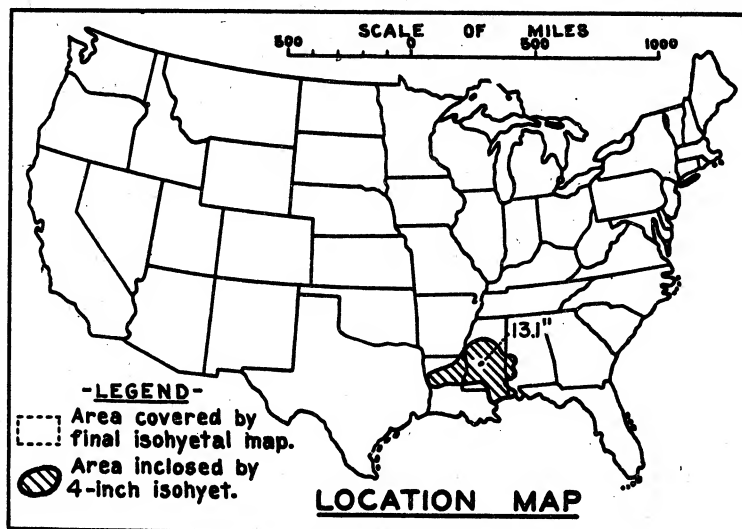 SCALE OF MILES
500 0 500 1000
13.1"
-LEGEND-
Area covered by
final isohyetal map.
Area inclosed by
4-inch isohyet.
LOCATION MAP